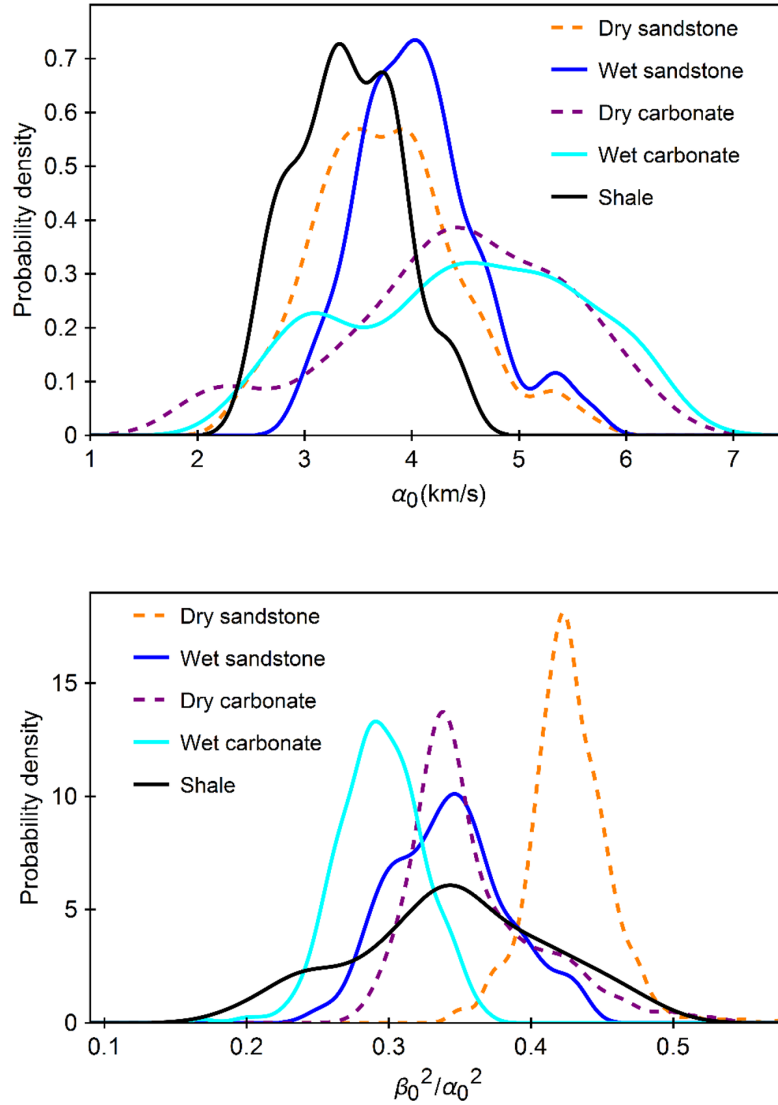 Probability density
0.7
0.6
0.5
0.4
0.3
0.2
0.1
0
Dry sandstone
Wet sandstone
Dry carbonate
Wet carbonate
Shale
1 2 3 4 5 6 7
α₀(km/s)
Probability density
15
10
5
0
Dry sandstone
Wet sandstone
Dry carbonate
Wet carbonate
Shale
0.1 0.2 0.3 0.4 0.5
β₀²/α₀²